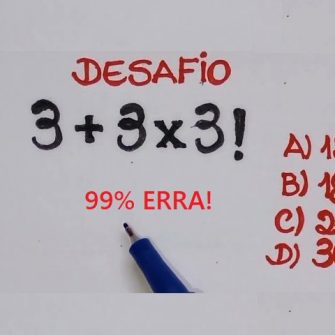 DESAFIO
3+3x3!
99% ERRA!
A)
B)
C)
D)